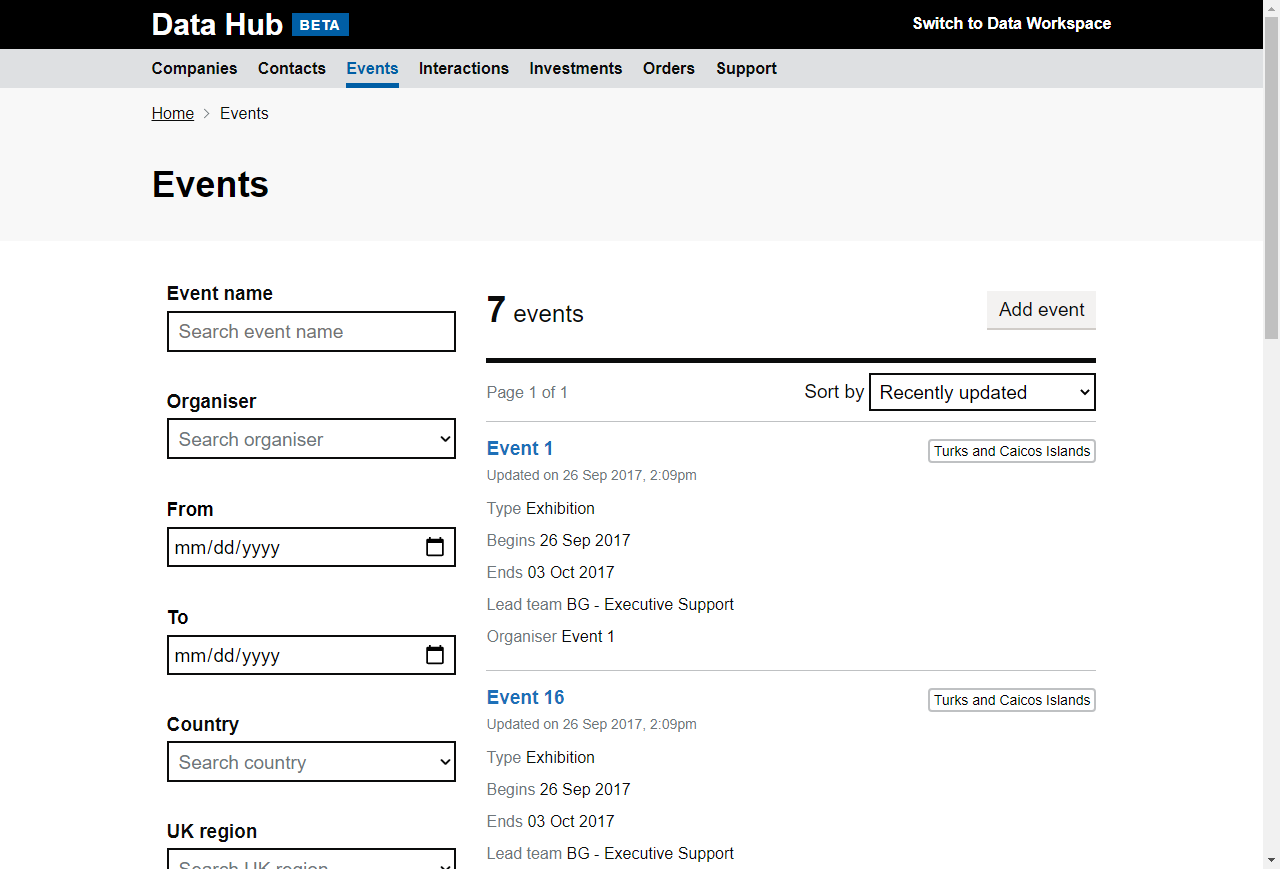 Data Hub BETA
Switch to Data Workspace
Companies Contacts Events Interactions Investments Orders Support
Home Events
Events
Event name
Search event name
Organiser
Search organiser
From
mm/dd/yyyy
To
mm/dd/yyyy
Country
Search country
UK region
Search UK region
7 events
Add event
Page 1 of 1
Sort by Recently updated
Event 1
Turks and Caicos Islands
Updated on 26 Sep 2017, 2:09pm
Type Exhibition
Begins 26 Sep 2017
Ends 03 Oct 2017
Lead team BG - Executive Support
Organiser Event 1
Event 16
Turks and Caicos Islands
Updated on 26 Sep 2017, 2:09pm
Type Exhibition
Begins 26 Sep 2017
Ends 03 Oct 2017
Lead team BG - Executive Support